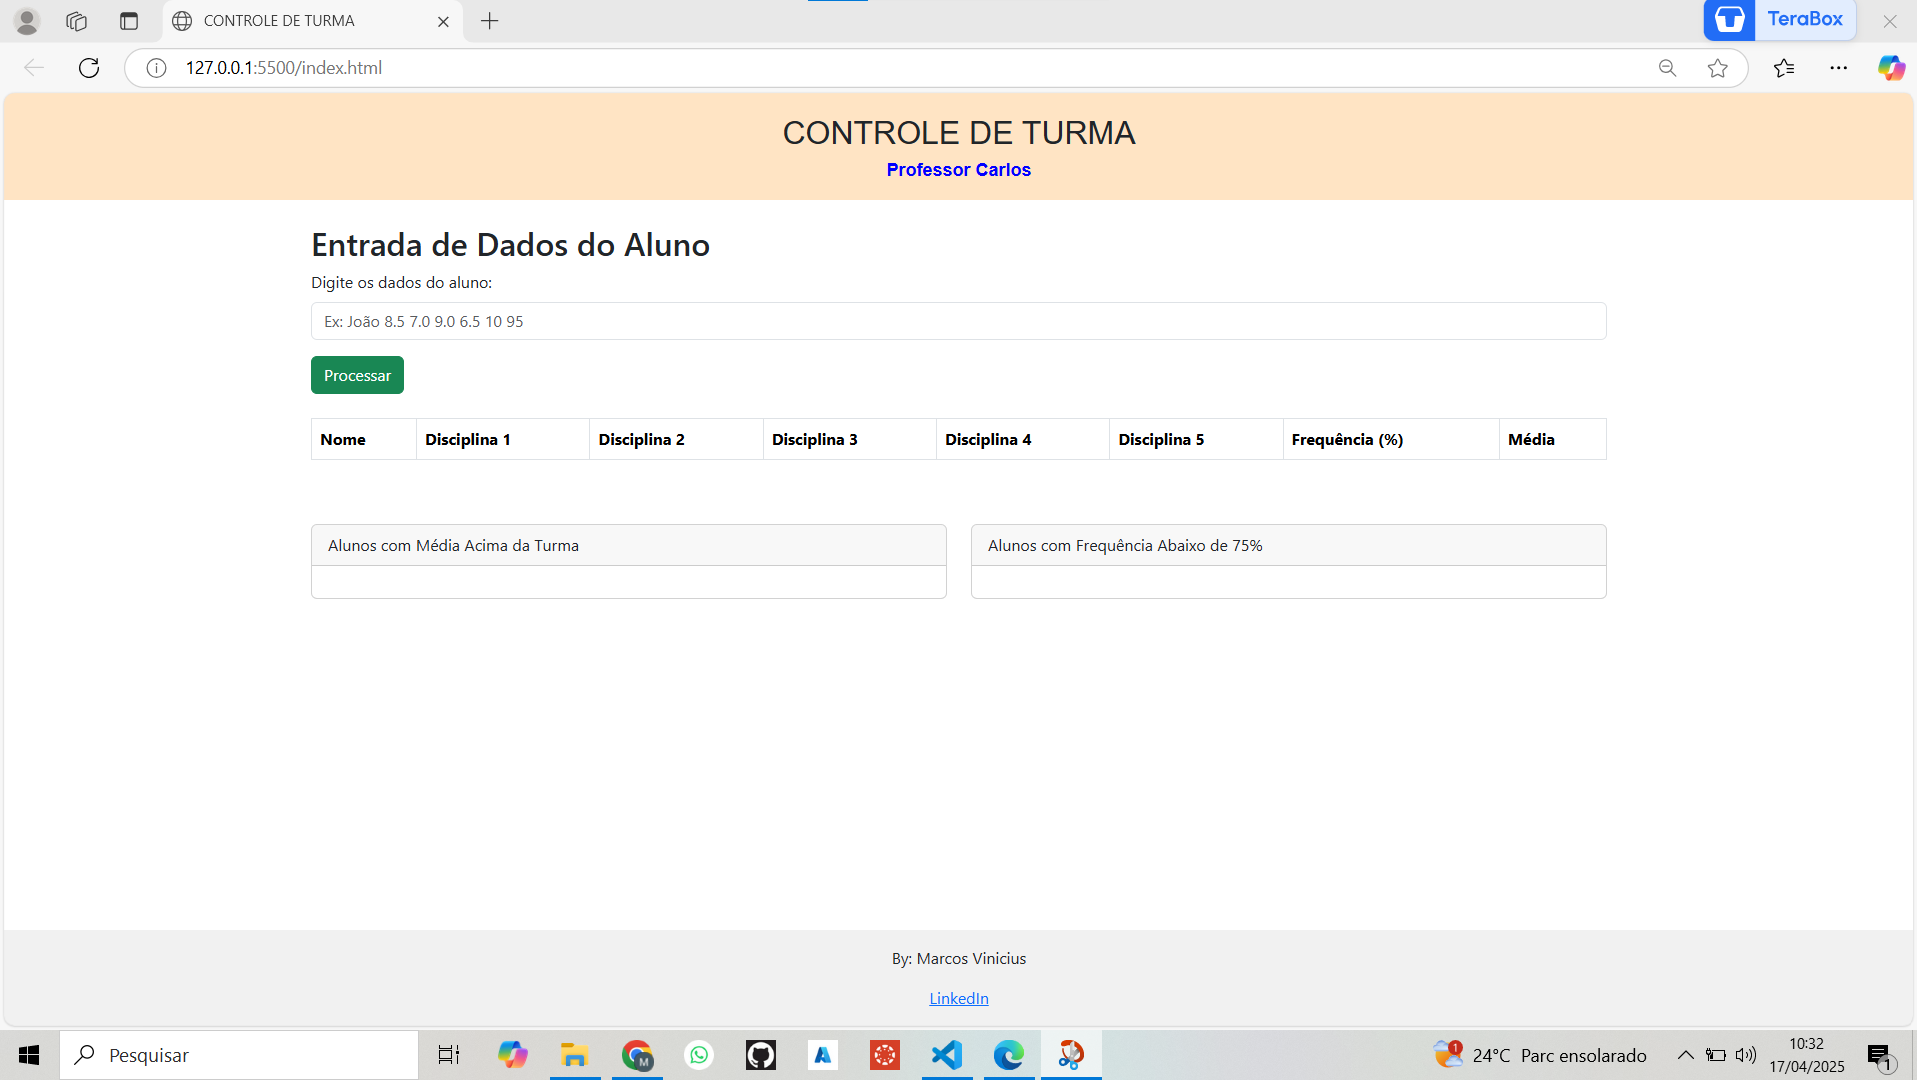 CONTROLE DE TURMA
TeraBox
127.0.0.1:5500/index.html
CONTROLE DE TURMA
Professor Carlos
Entrada de Dados do Aluno
Digite os dados do aluno:
Ex: João 8.5 7.0 9.0 6.5 10 95
Processar
Nome Disciplina 1 Disciplina 2 Disciplina 3 Disciplina 4 Disciplina 5 Frequência (%) Média
Alunos com Média Acima da Turma
Alunos com Frequência Abaixo de 75%
By: Marcos Vinicius
LinkedIn
Pesquisar
M
A
1
24°C Parc ensolarado
10:32
17/04/2025
1